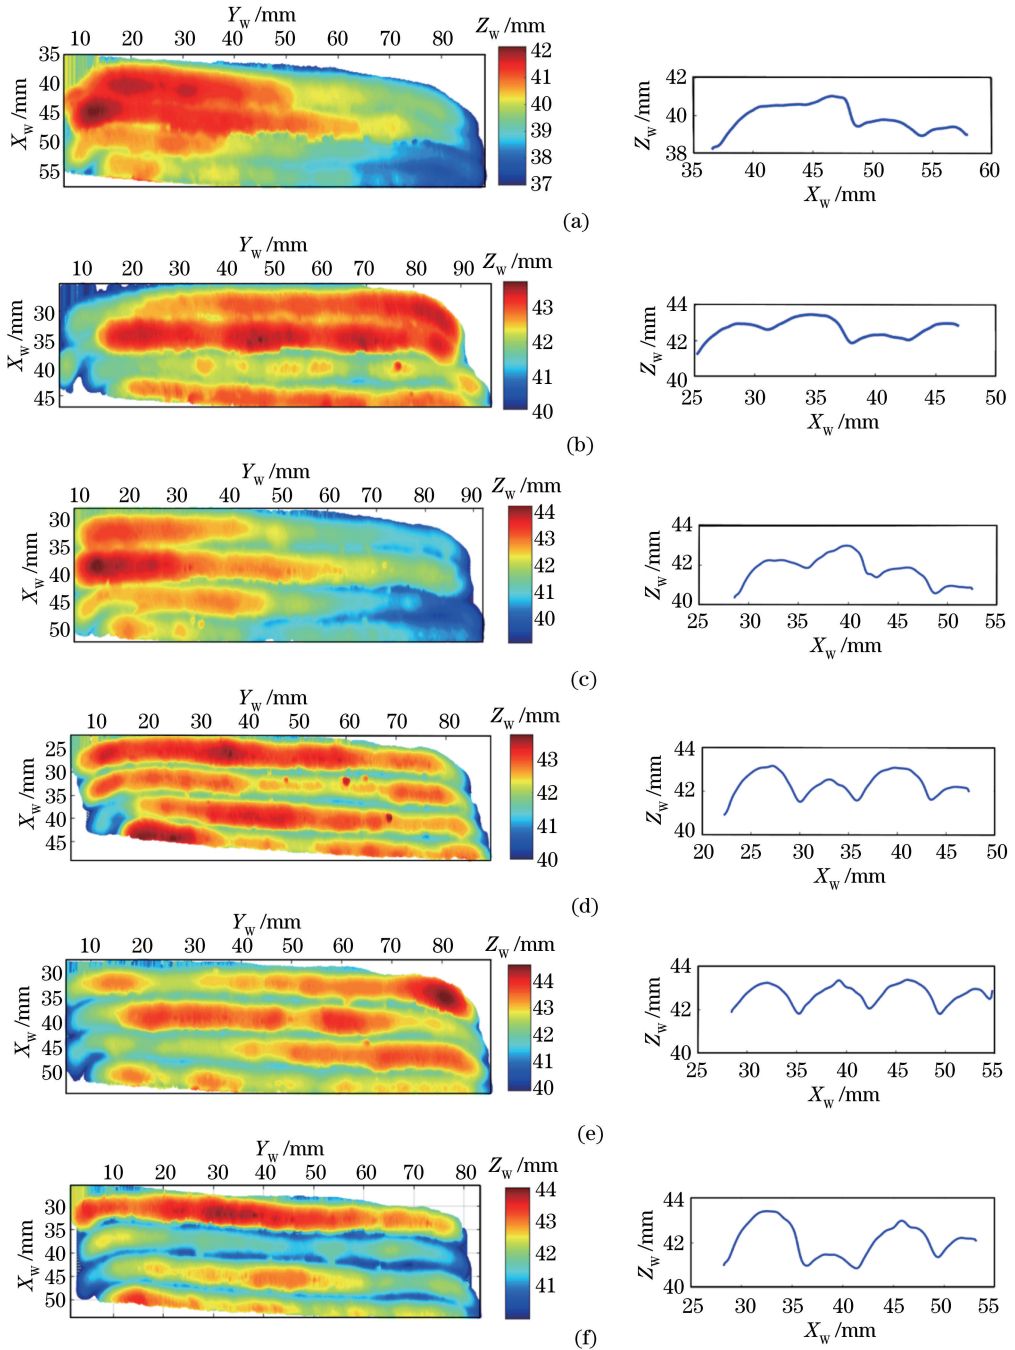 Y_w/mm
20 30 40 50 60 70 80
X_w/mm
35
40
45
50
55
Z_w/mm
42
41
40
39
38
37
Z_w/mm
42
40
38
35 40 45 50 55 60
X_w/mm
(a)
Y_w/mm
10 20 30 40 50 60 70 80 90
X_w/mm
30
35
40
45
Z_w/mm
43
42
41
40
Z_w/mm
44
42
40
25 30 35 40 45 50
X_w/mm
(b)
Y_w/mm
10 20 30 40 50 60 70 80 90
X_w/mm
30
35
40
45
50
Z_w/mm
44
43
42
41
40
Z_w/mm
44
42
40
25 30 35 40 45 50 55
X_w/mm
(c)
Y_w/mm
10 20 30 40 50 60 70 80
X_w/mm
25
30
35
40
45
Z_w/mm
43
42
41
40
Z_w/mm
44
42
40
20 25 30 35 40 45 50
X_w/mm
(d)
Y_w/mm
10 20 30 40 50 60 70 80
X_w/mm
30
35
40
45
50
Z_w/mm
44
43
42
41
40
Z_w/mm
44
42
40
25 30 35 40 45 50 55
X_w/mm
(e)
Y_w/mm
10 20 30 40 50 60 70 80
X_w/mm
30
35
40
45
50
Z_w/mm
44
43
42
41
Z_w/mm
44
42
40
25 30 35 40 45 50 55
X_w/mm
(f)